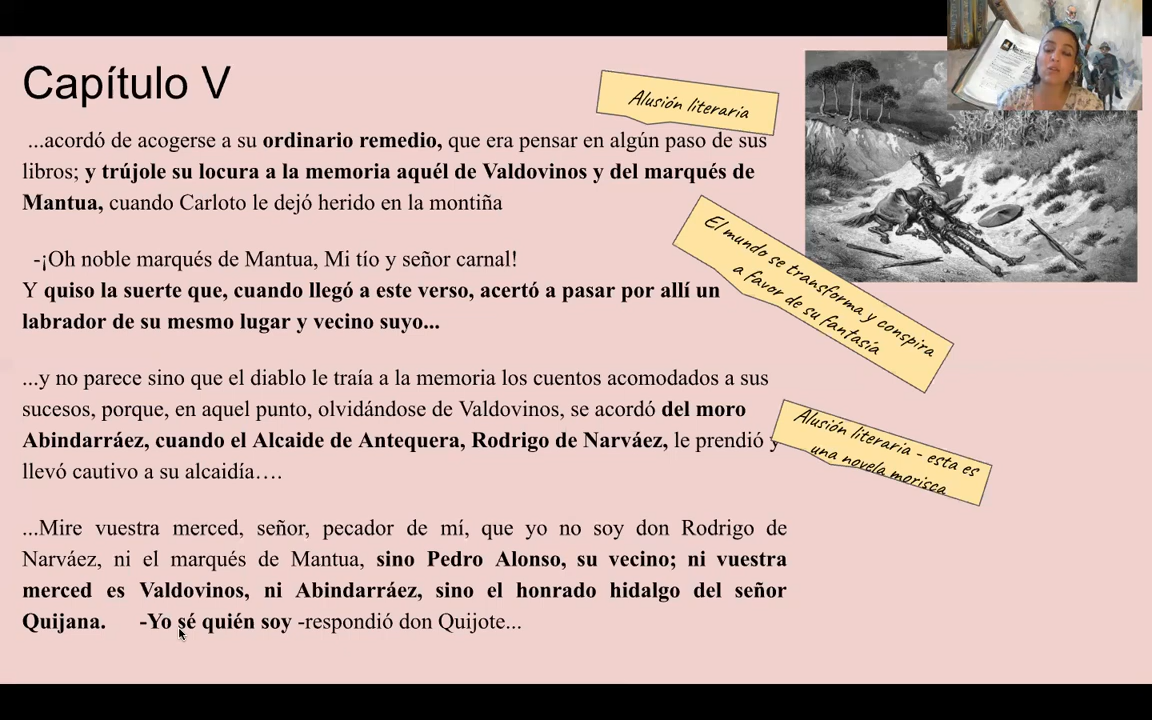 Capítulo V
Alusión literaria
...acordó de acogerse a su ordinario remedio, que era pensar en algún paso de sus
libros; y trújole su locura a la memoria aquél de Valdovinos y del marqués de
Mantua, cuando Carloto le dejó herido en la montiña
-¡Oh noble marqués de Mantua, Mi tío y señor carnal!
Y quiso la suerte que, cuando llegó a este verso, acertó a pasar por allí un
labrador de su mesmo lugar y vecino suyo...
El mundo se transforma y conspira
a favor de su fantasía
...y no parece sino que el diablo le traía a la memoria los cuentos acomodados a sus
sucesos, porque, en aquel punto, olvidándose de Valdovinos, se acordó del moro
Abindarráez, cuando el Alcaide de Antequera, Rodrigo de Narváez, le prendió y
llevó cautivo a su alcaidía….
Alusión literaria - esta es
una novela morisca
...Mire vuestra merced, señor, pecador de mí, que yo no soy don Rodrigo de
Narváez, ni el marqués de Mantua, sino Pedro Alonso, su vecino; ni vuestra
merced es Valdovinos, ni Abindarráez, sino el honrado hidalgo del señor
Quijana. -Yo sé quién soy -respondió don Quijote...